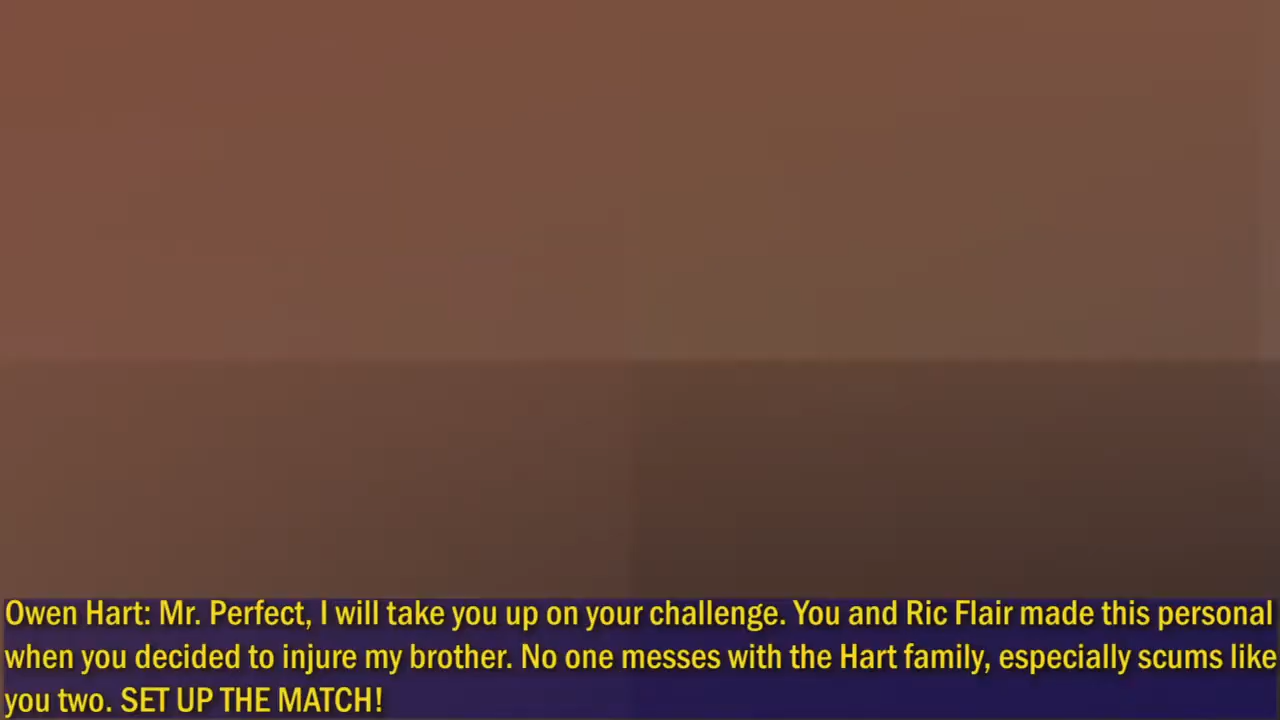 Owen Hart: Mr. Perfect, I will take you up on your challenge. You and Ric Flair made this personal
when you decided to injure my brother. No one messes with the Hart family, especially scums like
you two. SET UP THE MATCH!